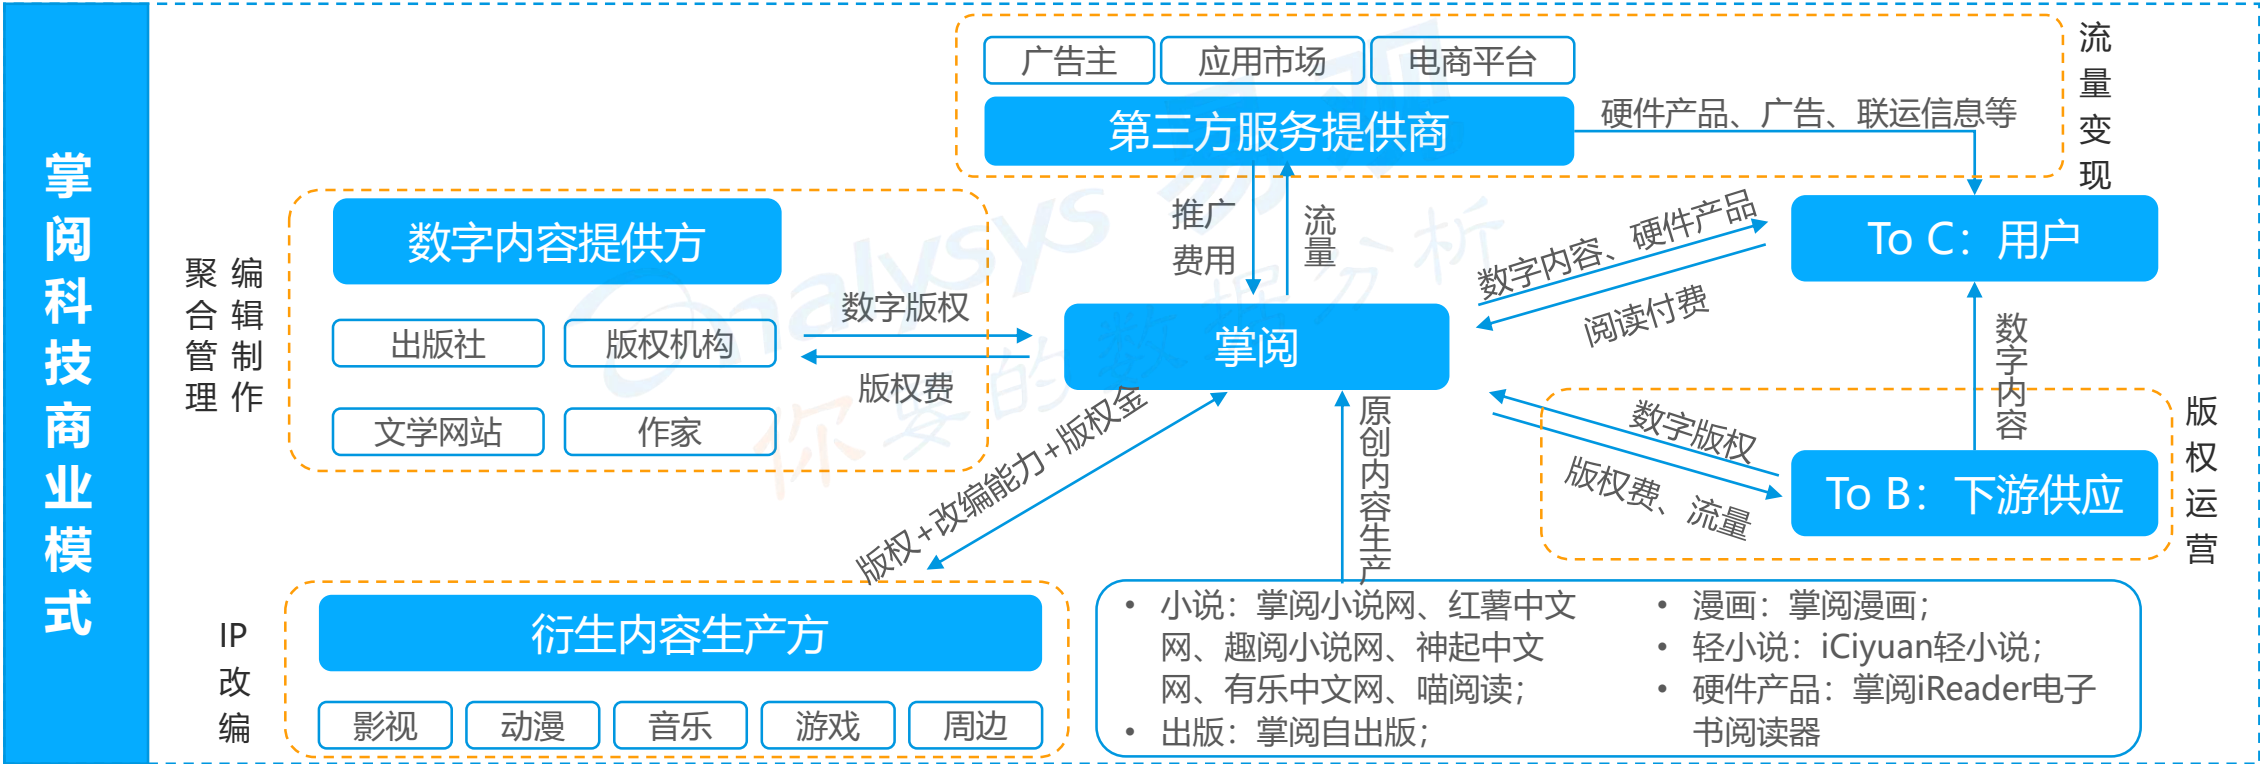 掌阅科技商业模式
广告主
应用市场
电商平台
第三方服务提供商
硬件产品、广告、联运信息等
流量变现
推广
费用
流量
数字内容提供方
出版社
版权机构
文学网站
作家
聚合管理
编辑制作
数字版权
版权费
掌阅
数字内容、硬件产品
阅读付费
To C：用户
数字内容
数字版权
版权费、流量
To B：下游供应
版权运营
版权+改编能力+版权金
原创内容生产
IP
改
编
衍生内容生产方
影视
动漫
音乐
游戏
周边
• 小说：掌阅小说网、红薯中文
网、趣阅小说网、神起中文
网、有乐中文网、喵阅读；
• 出版：掌阅自出版；
• 漫画：掌阅漫画；
• 轻小说：iCiyuan轻小说；
• 硬件产品：掌阅iReader电子
书阅读器
nalysys 易观
你要的数据分析